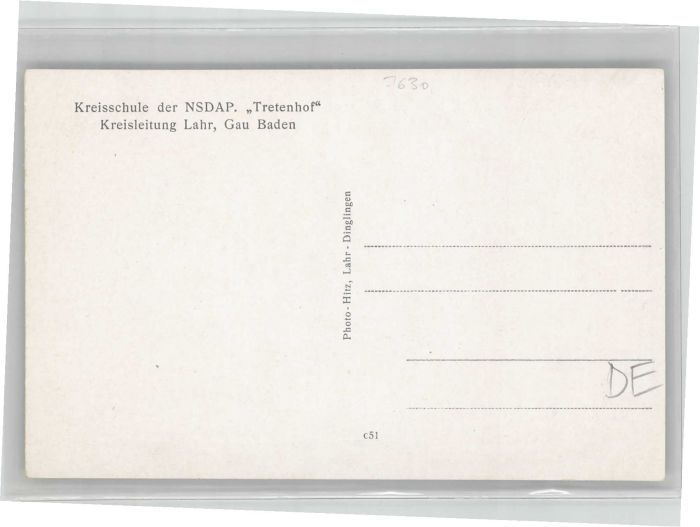 7630
Kreisschule der NSDAP. „Tretenhof“
Kreisleitung Lahr, Gau Baden
Photo-Hitz, Lahr-Dinglingen
DE
c51